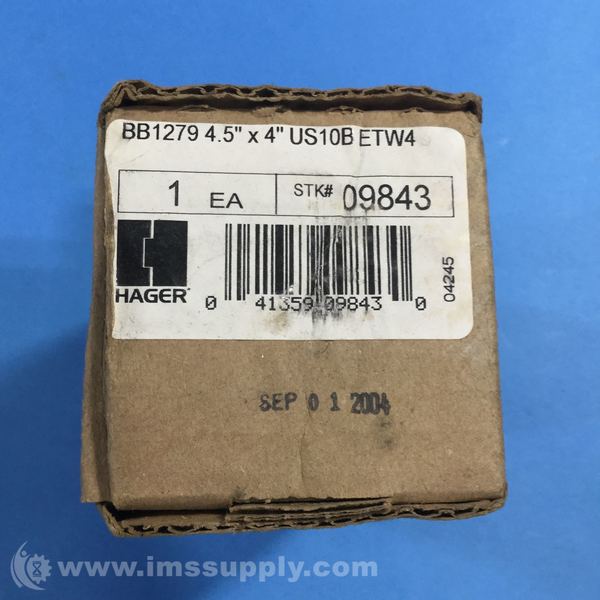 BB1279 4.5" x 4" US10B ETW4
1 EA STK# 09843
HAGER
0 41359 09843 0
04245
SEP 0 1 2004
www.imssupply.com